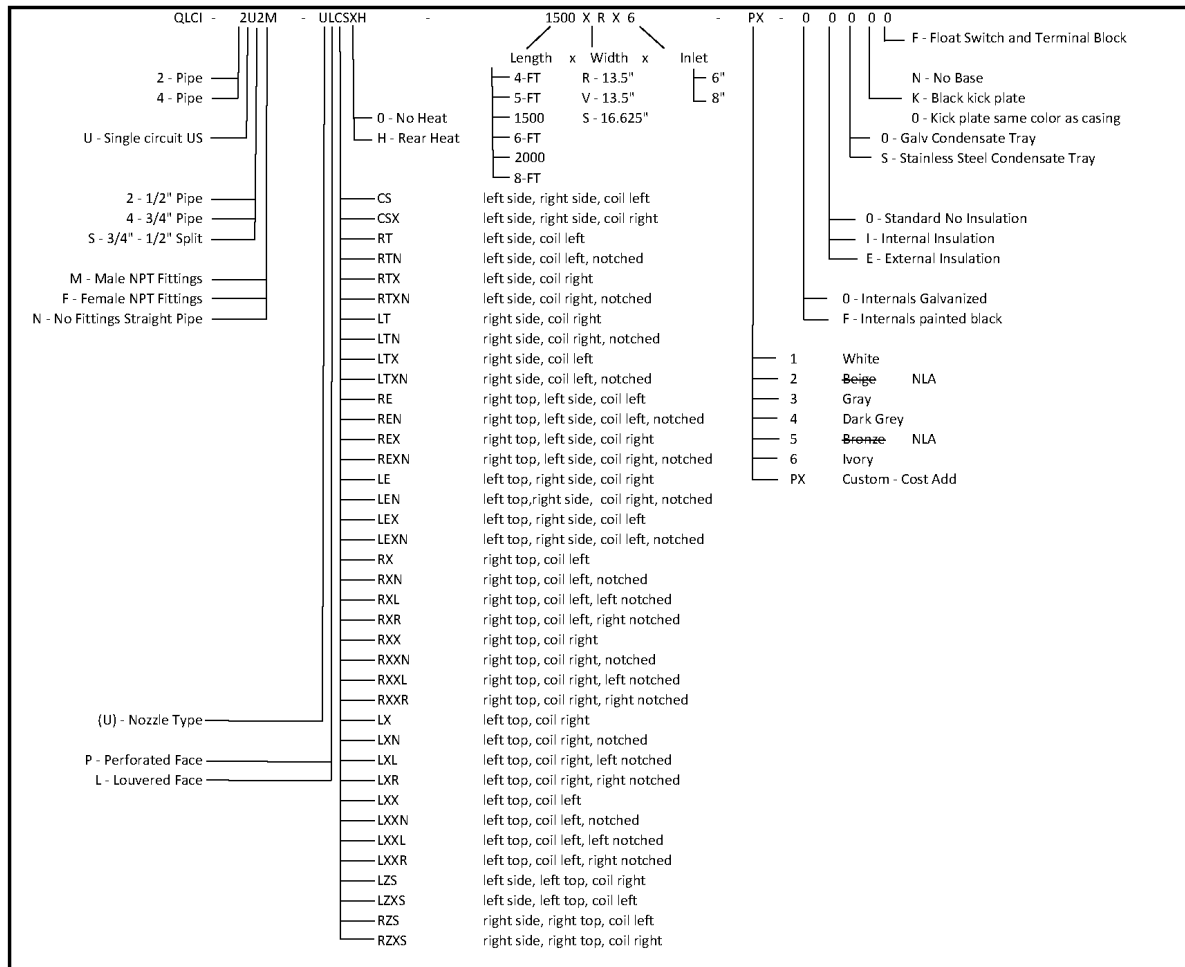 QLCI - 2U2M - ULCSXH - 1500 X R X 6 - PX - 0 0 0 0 0
F - Float Switch and Terminal Block
Length x Width x Inlet
2 - Pipe
4 - Pipe
U - Single circuit US
2 - 1/2" Pipe
4 - 3/4" Pipe
S - 3/4" - 1/2" Split
M - Male NPT Fittings
F - Female NPT Fittings
N - No Fittings Straight Pipe
(U) - Nozzle Type
P - Perforated Face
L - Louvered Face
0 - No Heat
H - Rear Heat
4-FT
5-FT
1500
6-FT
2000
8-FT
R - 13.5"
V - 13.5"
S - 16.625"
6"
8"
CS left side, right side, coil left
CSX left side, right side, coil right
RT left side, coil left
RTN left side, coil left, notched
RTX left side, coil right
RTXN left side, coil right, notched
LT right side, coil right
LTN right side, coil right, notched
LTX right side, coil left
LTXN right side, coil left, notched
RE right top, left side, coil left
REN right top, left side, coil left, notched
REX right top, left side, coil right
REXN right top, left side, coil right, notched
LE left top, right side, coil right
LEN left top,right side, coil right, notched
LEX left top, right side, coil left
LEXN left top, right side, coil left, notched
RX right top, coil left
RXN right top, coil left, notched
RXL right top, coil left, left notched
RXR right top, coil left, right notched
RXX right top, coil right
RXXN right top, coil right, notched
RXXL right top, coil right, left notched
RXXR right top, coil right, right notched
LX left top, coil right
LXN left top, coil right, notched
LXL left top, coil right, left notched
LXR left top, coil right, right notched
LXX left top, coil left
LXXN left top, coil left, notched
LXXL left top, coil left, left notched
LXXR left top, coil left, right notched
LZS left side, left top, coil right
LZXS left side, left top, coil left
RZS right side, right top, coil left
RZXS right side, right top, coil right
N - No Base
K - Black kick plate
0 - Kick plate same color as casing
0 - Galv Condensate Tray
S - Stainless Steel Condensate Tray
0 - Standard No Insulation
I - Internal Insulation
E - External Insulation
0 - Internals Galvanized
F - Internals painted black
1 White
2 Beige NLA
3 Gray
4 Dark Grey
5 Bronze NLA
6 Ivory
PX Custom - Cost Add